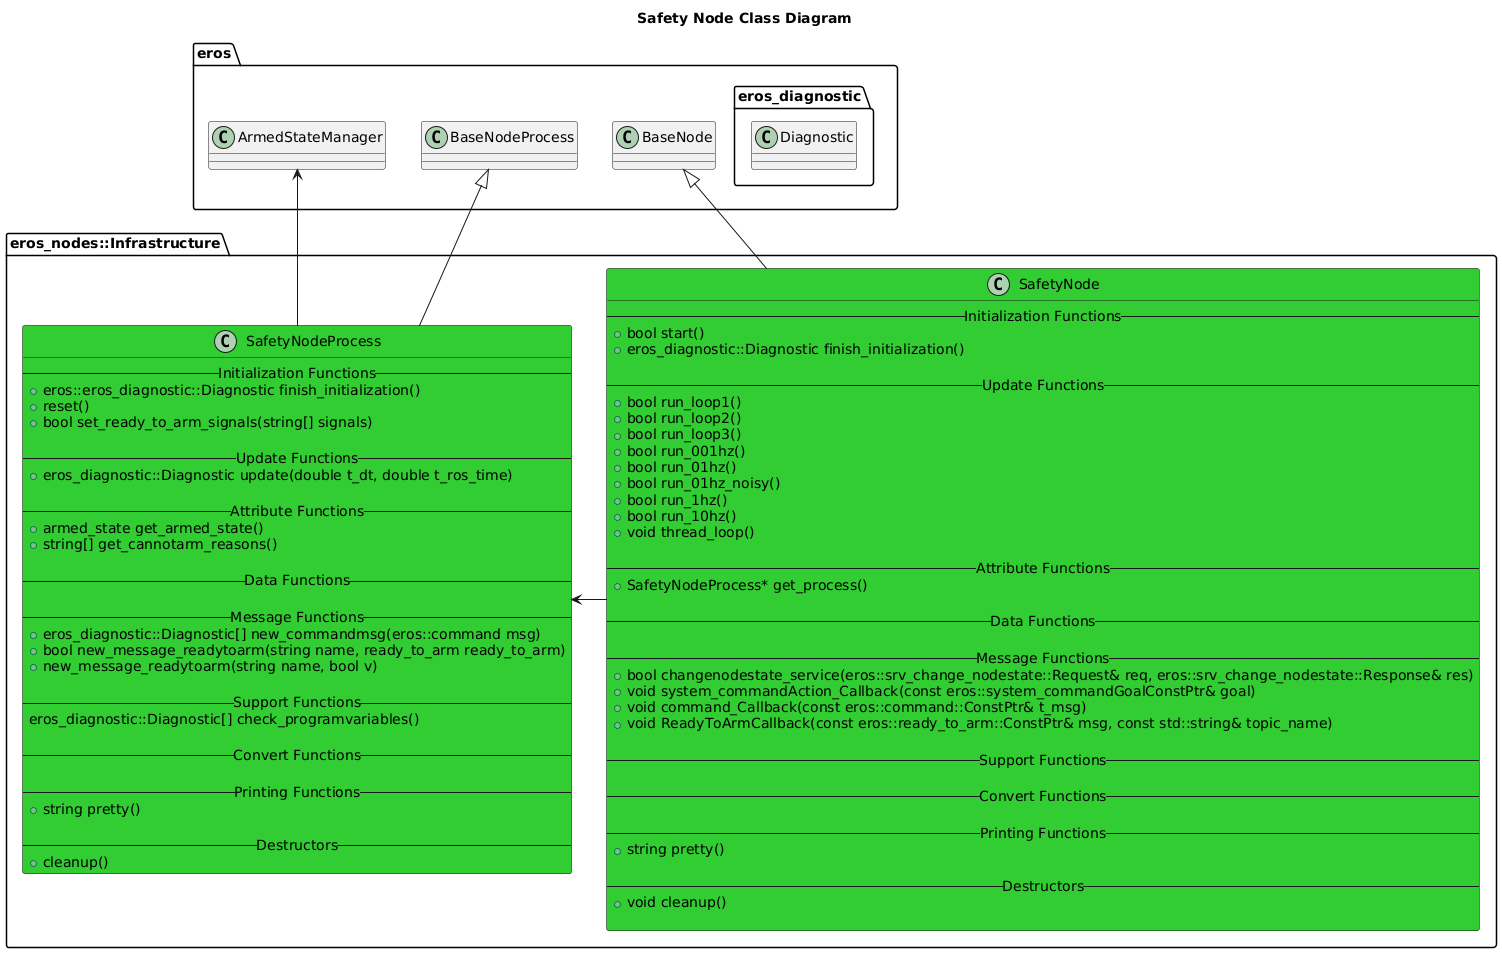 Safety Node Class Diagram
eros
eros_diagnostic
C ArmedStateManager
C BaseNodeProcess
C BaseNode
C Diagnostic
eros_nodes::Infrastructure
C SafetyNodeProcess
Initialization Functions
eros::eros_diagnostic::Diagnostic finish_initialization()
reset()
bool set_ready_to_arm_signals(string[] signals)
Update Functions
eros_diagnostic::Diagnostic update(double t_dt, double t_ros_time)
Attribute Functions
armed_state get_armed_state()
string[] get_cannotarm_reasons()
Data Functions
Message Functions
eros_diagnostic::Diagnostic[] new_commandmsg(eros::command msg)
bool new_message_readytoarm(string name, ready_to_arm ready_to_arm)
new_message_readytoarm(string name, bool v)
Support Functions
eros_diagnostic::Diagnostic[] check_programvariables()
Convert Functions
Printing Functions
string pretty()
Destructors
cleanup()
C SafetyNode
Initialization Functions
bool start()
eros_diagnostic::Diagnostic finish_initialization()
Update Functions
bool run_loop1()
bool run_loop2()
bool run_loop3()
bool run_001hz()
bool run_01hz()
bool run_01hz_noisy()
bool run_1hz()
bool run_10hz()
void thread_loop()
Attribute Functions
SafetyNodeProcess* get_process()
Data Functions
Message Functions
bool changenodestate_service(eros::srv_change_nodestate::Request& req, eros::srv_change_nodestate::Response& res)
void system_commandAction_Callback(const eros::system_commandGoalConstPtr& goal)
void command_Callback(const eros::command::ConstPtr& t_msg)
void ReadyToArmCallback(const eros::ready_to_arm::ConstPtr& msg, const std::string& topic_name)
Support Functions
Convert Functions
Printing Functions
string pretty()
Destructors
void cleanup()